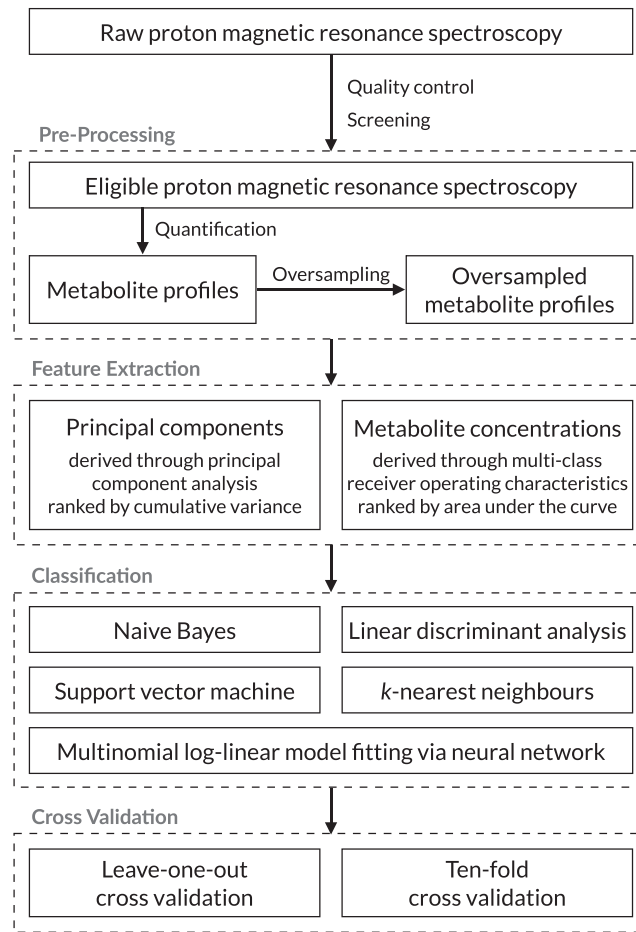 Raw proton magnetic resonance spectroscopy
Quality control
Screening
Pre-Processing
Eligible proton magnetic resonance spectroscopy
Quantification
Metabolite profiles
Oversampling
Oversampled
metabolite profiles
Feature Extraction
Principal components
derived through principal
component analysis
ranked by cumulative variance
Metabolite concentrations
derived through multi-class
receiver operating characteristics
ranked by area under the curve
Classification
Naive Bayes
Linear discriminant analysis
Support vector machine
k-nearest neighbours
Multinomial log-linear model fitting via neural network
Cross Validation
Leave-one-out
cross validation
Ten-fold
cross validation